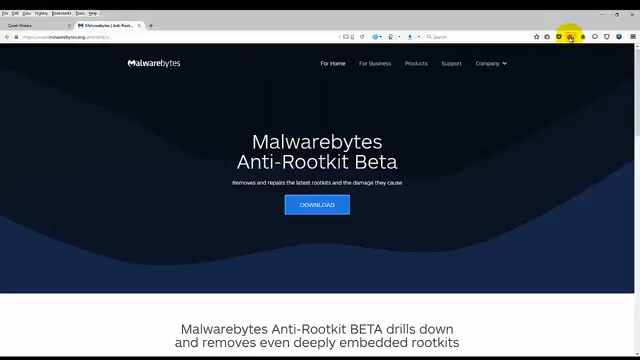 File Edit View History Bookmarks Tools Help
Quiet Waters
Malwarebytes | Anti-Rootkit B...
Search
Malwarebytes
For Home For Business Products Support Company
Malwarebytes
Anti-Rootkit Beta
Removes and repairs the latest rootkits and the damage they cause
DOWNLOAD
Malwarebytes Anti-Rootkit BETA drills down
and removes even deeply embedded rootkits